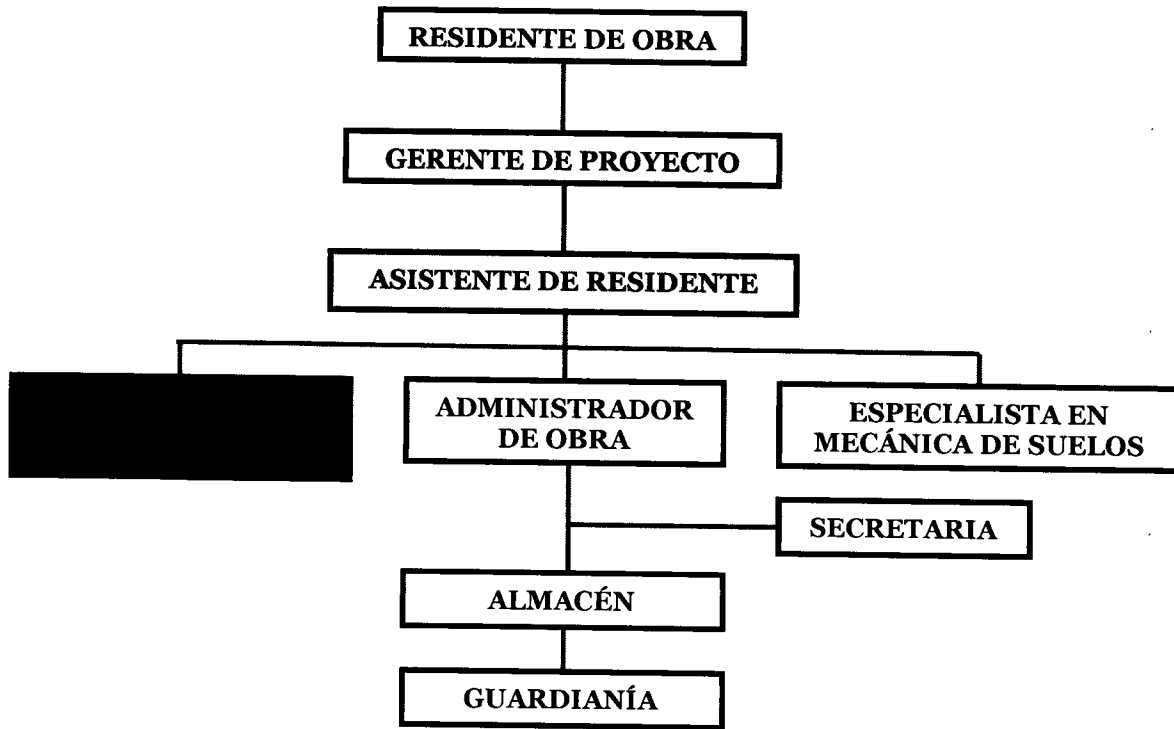 RESIDENTE DE OBRA
GERENTE DE PROYECTO
ASISTENTE DE RESIDENTE
ADMINISTRADOR
DE OBRA
ESPECIALISTA EN
MECÁNICA DE SUELOS
SECRETARIA
ALMACÉN
GUARDIANÍA